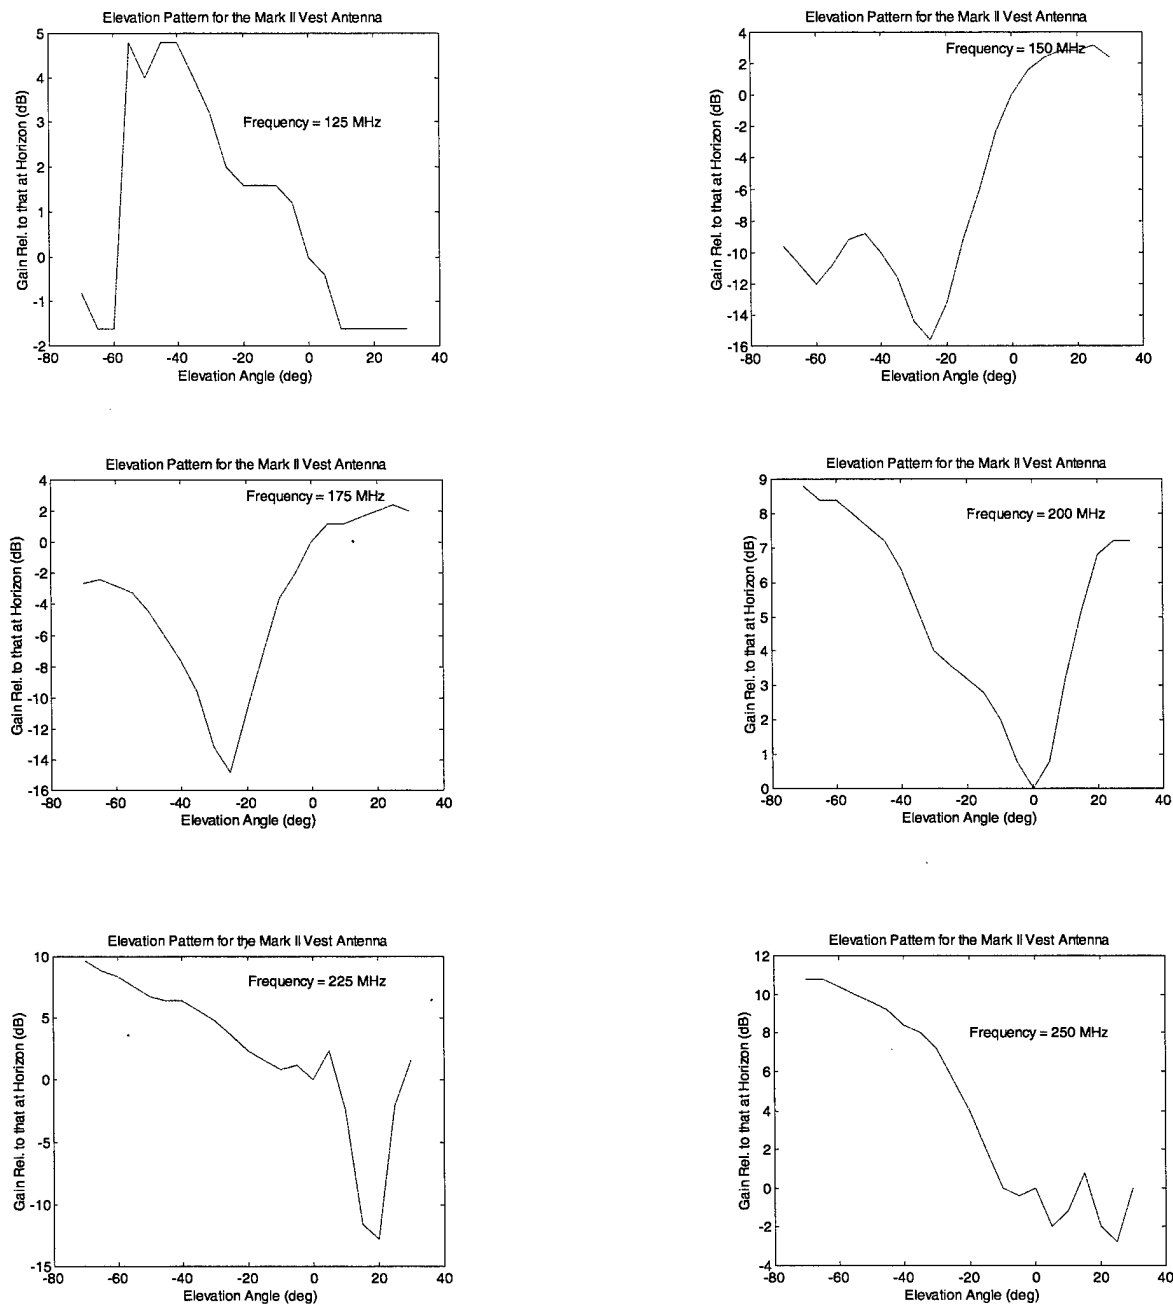 Elevation Pattern for the Mark II Vest Antenna
5
4
3
2
1
0
-1
-2
Gain Rel. to that at Horizon (dB)
Frequency = 125 MHz
-80 -60 -40 -20 0 20 40
Elevation Angle (deg)
Elevation Pattern for the Mark II Vest Antenna
4
2
0
-2
-4
-6
-8
-10
-12
-14
-16
Gain Rel. to that at Horizon (dB)
Frequency = 150 MHz
-80 -60 -40 -20 0 20 40
Elevation Angle (deg)
Elevation Pattern for the Mark II Vest Antenna
4
2
0
-2
-4
-6
-8
-10
-12
-14
-16
Gain Rel. to that at Horizon (dB)
Frequency = 175 MHz
-80 -60 -40 -20 0 20 40
Elevation Angle (deg)
Elevation Pattern for the Mark II Vest Antenna
9
8
7
6
5
4
3
2
1
0
Gain Rel. to that at Horizon (dB)
Frequency = 200 MHz
-80 -60 -40 -20 0 20 40
Elevation Angle (deg)
Elevation Pattern for the Mark II Vest Antenna
10
5
0
-5
-10
-15
Gain Rel. to that at Horizon (dB)
Frequency = 225 MHz
-80 -60 -40 -20 0 20 40
Elevation Angle (deg)
Elevation Pattern for the Mark II Vest Antenna
12
10
8
6
4
2
0
-2
-4
Gain Rel. to that at Horizon (dB)
Frequency = 250 MHz
-80 -60 -40 -20 0 20 40
Elevation Angle (deg)